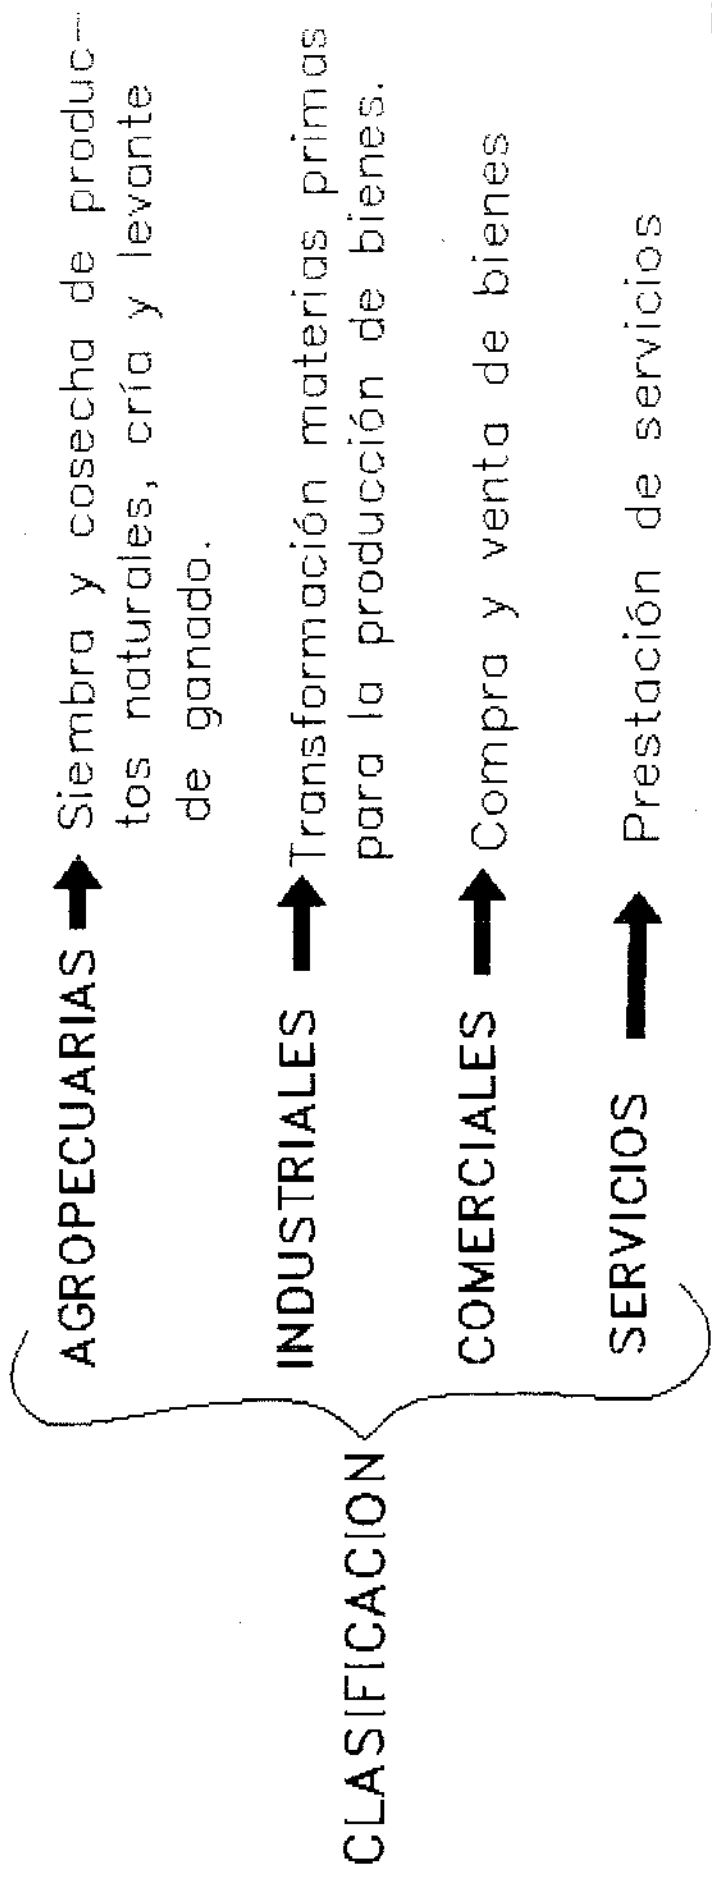 CLASIFICACION
AGROPECUARIAS
Siembra y cosecha de produc-
tos naturales, cría y levante
de ganado.
INDUSTRIALES
Transformación materias primas
para la producción de bienes.
COMERCIALES
Compra y venta de bienes
SERVICIOS
Prestación de servicios